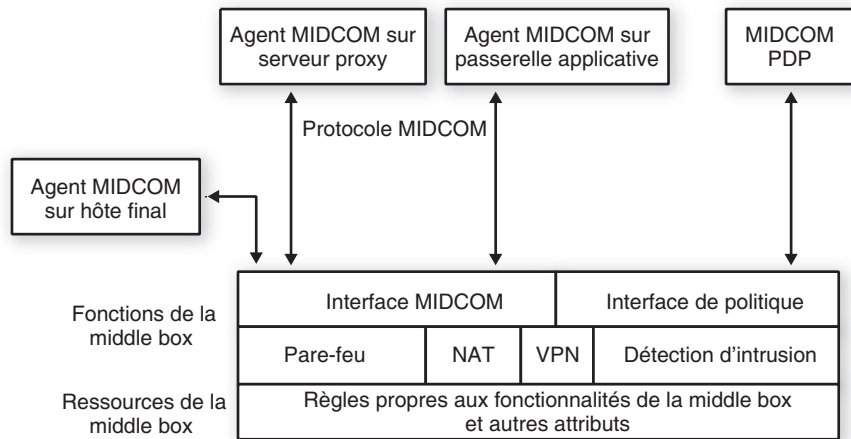 Agent MIDCOM sur
serveur proxy
Agent MIDCOM sur
passerelle applicative
MIDCOM
PDP
Protocole MIDCOM
Agent MIDCOM
sur hôte final
Fonctions de la
middle box
Interface MIDCOM
Interface de politique
Pare-feu
NAT
VPN
Détection d'intrusion
Ressources de la
middle box
Règles propres aux fonctionnalités de la middle box
et autres attributs